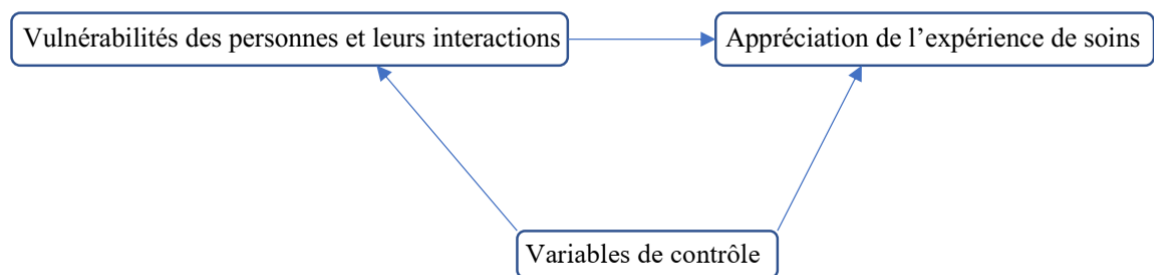 Vulnérabilités des personnes et leurs interactions
Appréciation de l’expérience de soins
Variables de contrôle